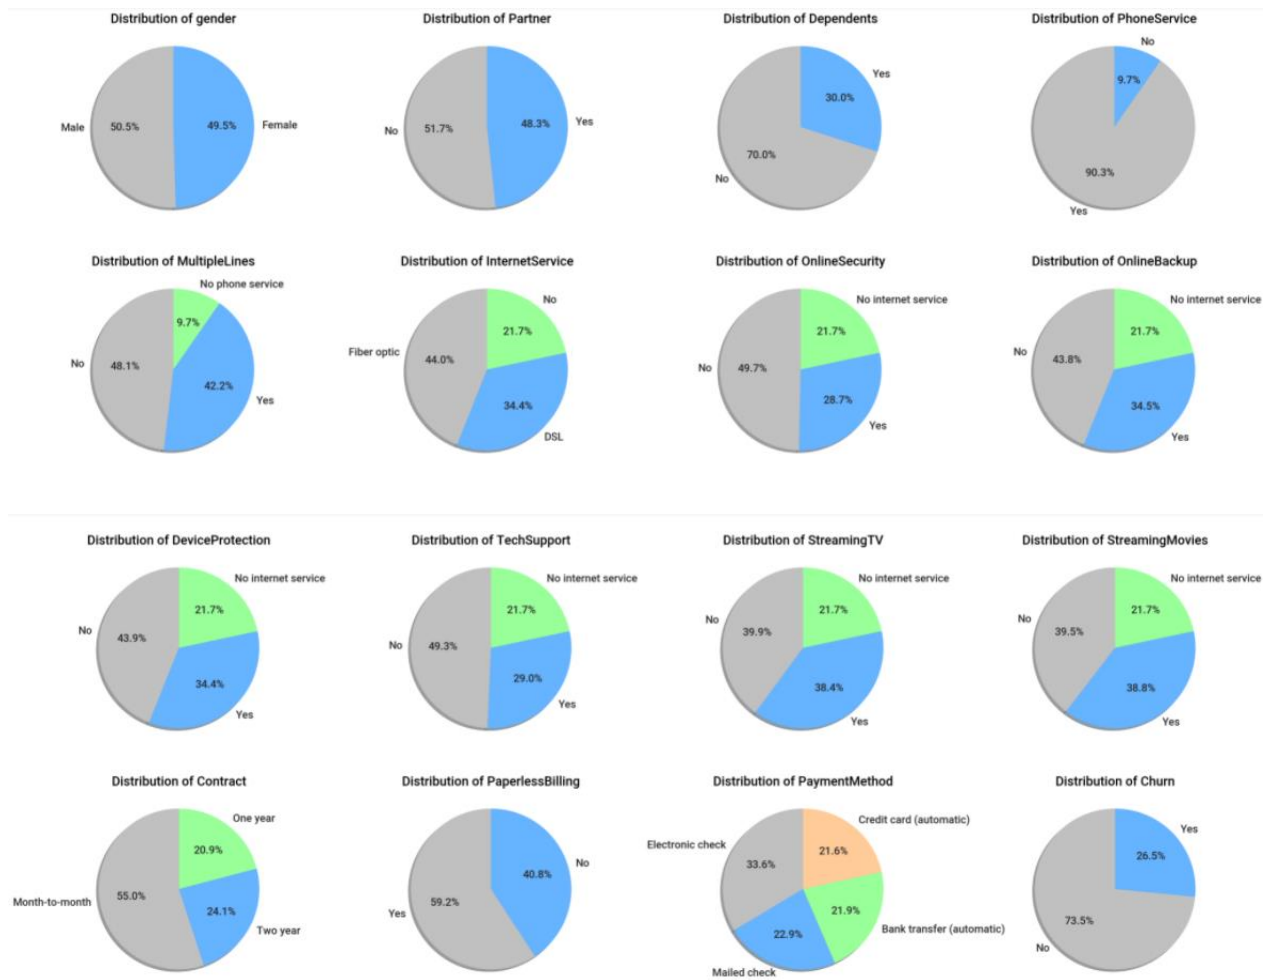 Distribution of gender
Male
50.5%
49.5%
Female
Distribution of Partner
No
51.7%
48.3%
Yes
Distribution of Dependents
Yes
30.0%
70.0%
No
Distribution of PhoneService
No
9.7%
90.3%
Yes
Distribution of MultipleLines
No phone service
9.7%
No
48.1%
42.2%
Yes
Distribution of InternetService
No
21.7%
Fiber optic
44.0%
34.4%
DSL
Distribution of OnlineSecurity
No internet service
21.7%
No
49.7%
28.7%
Yes
Distribution of OnlineBackup
No internet service
21.7%
No
43.8%
34.5%
Yes
Distribution of DeviceProtection
No internet service
21.7%
No
43.9%
34.4%
Yes
Distribution of TechSupport
No internet service
21.7%
No
49.3%
29.0%
Yes
Distribution of StreamingTV
No internet service
21.7%
No
39.9%
38.4%
Yes
Distribution of StreamingMovies
No internet service
21.7%
No
39.5%
38.8%
Yes
Distribution of Contract
One year
20.9%
Month-to-month
55.0%
24.1%
Two year
Distribution of PaperlessBilling
No
40.8%
59.2%
Yes
Distribution of PaymentMethod
Credit card (automatic)
Electronic check
21.6%
33.6%
21.9%
Bank transfer (automatic)
22.9%
Mailed check
Distribution of Churn
Yes
26.5%
73.5%
No